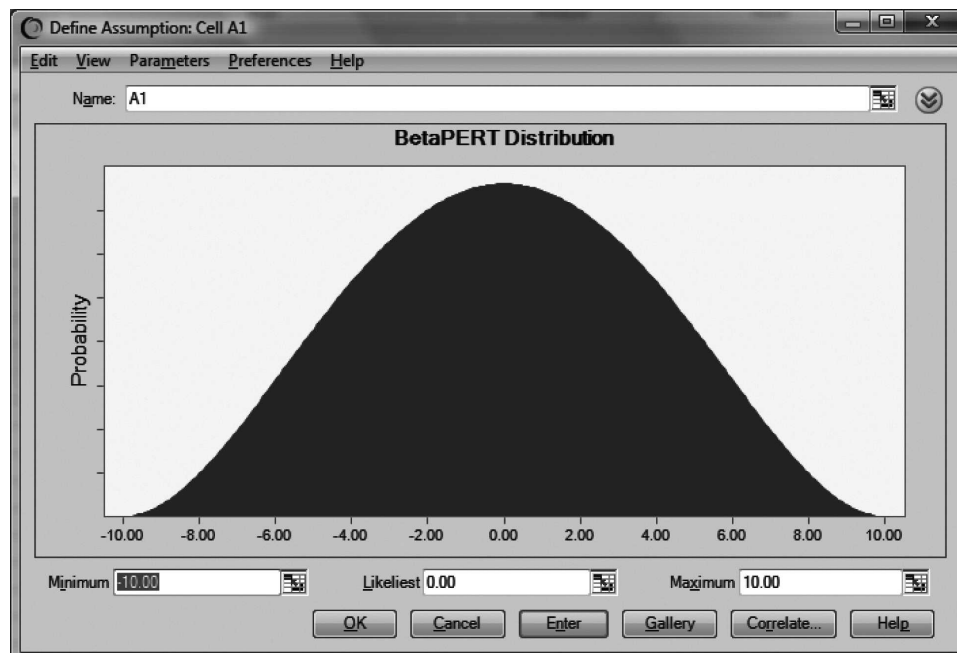 Define Assumption: Cell A1
Edit View Parameters Preferences Help
Name: A1
BetaPERT Distribution
Probability
-10.00 -8.00 -6.00 -4.00 -2.00 0.00 2.00 4.00 6.00 8.00 10.00
Minimum -10.00 Likeliest 0.00 Maximum 10.00
OK Cancel Enter Gallery Correlate... Help